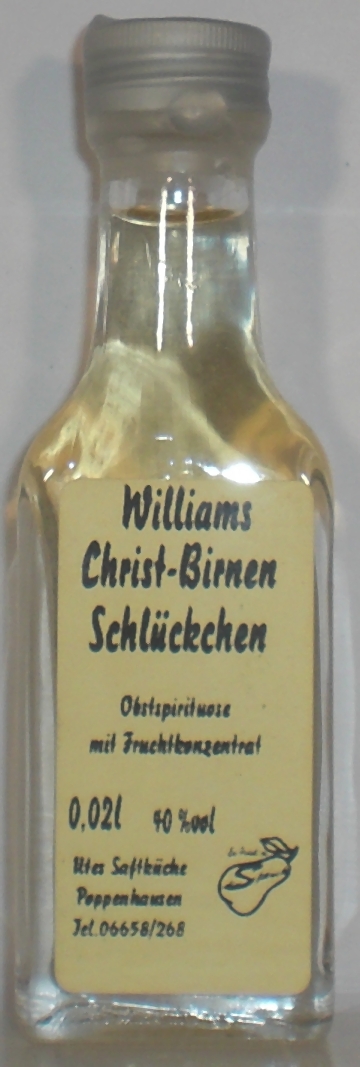 Williams
Christ-Birnen
Schlückchen
Obstspirituose
mit Fruchtkonzentrat
0,02l 40 %vol
Utes Saftküche
Poppenhausen
Tel.06658/268